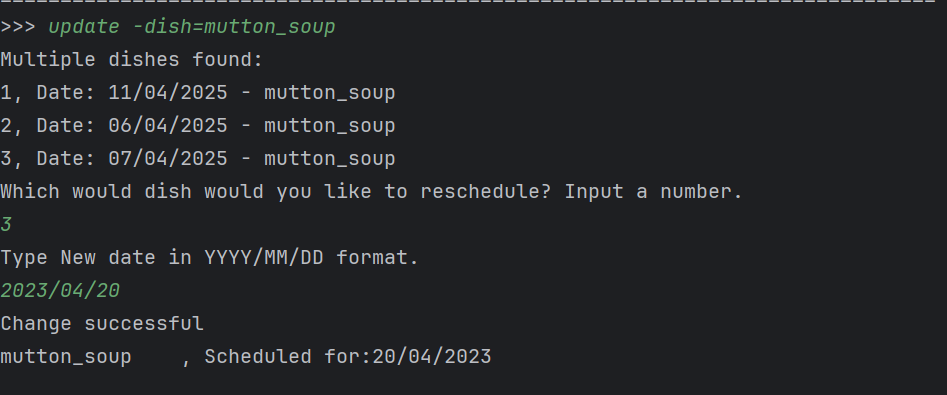 >>> update -dish=mutton_soup
Multiple dishes found:
1, Date: 11/04/2025 - mutton_soup
2, Date: 06/04/2025 - mutton_soup
3, Date: 07/04/2025 - mutton_soup
Which would dish would you like to reschedule? Input a number.
3
Type New date in YYYY/MM/DD format.
2023/04/20
Change successful
mutton_soup    , Scheduled for:20/04/2023